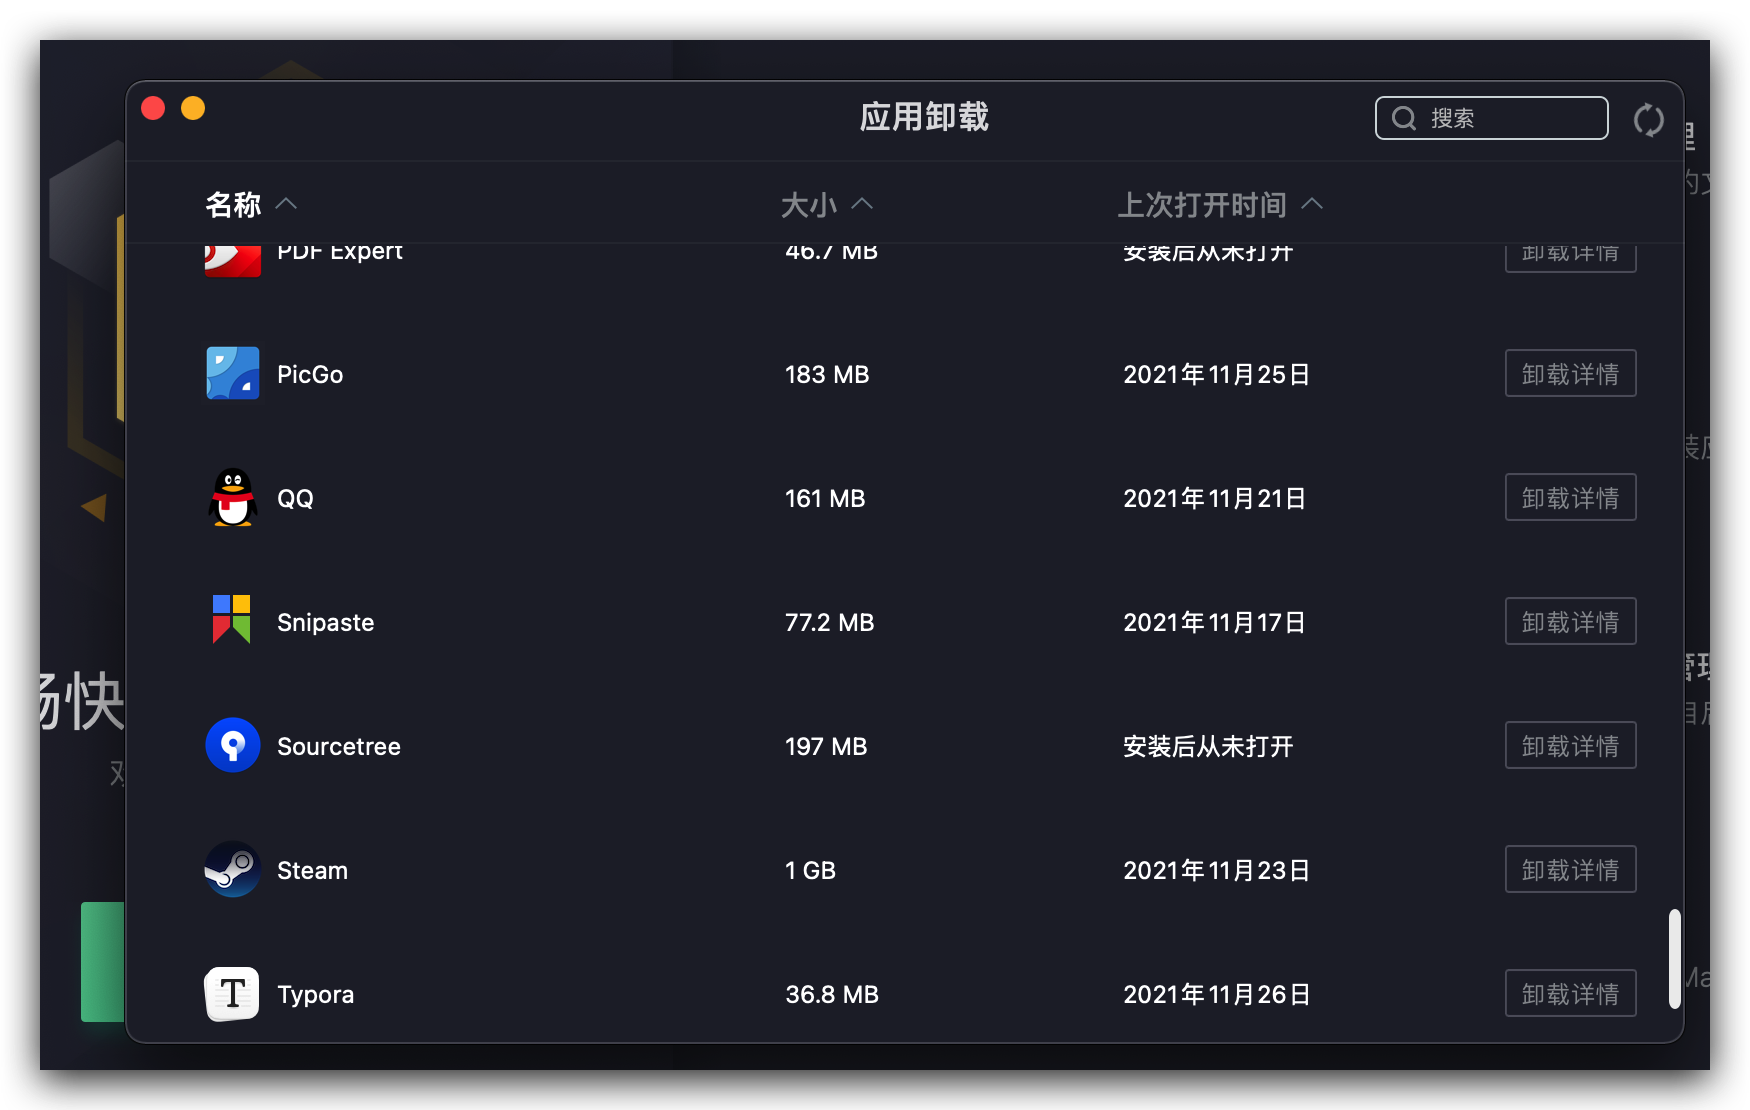 应用卸载
搜索
名称 大小 上次打开时间
PDF Expert 46.7 MB 安装后从未打开 卸载详情
PicGo 183 MB 2021年11月25日 卸载详情
QQ 161 MB 2021年11月21日 卸载详情
Snipaste 77.2 MB 2021年11月17日 卸载详情
Sourcetree 197 MB 安装后从未打开 卸载详情
Steam 1 GB 2021年11月23日 卸载详情
Typora 36.8 MB 2021年11月26日 卸载详情
快
Ma